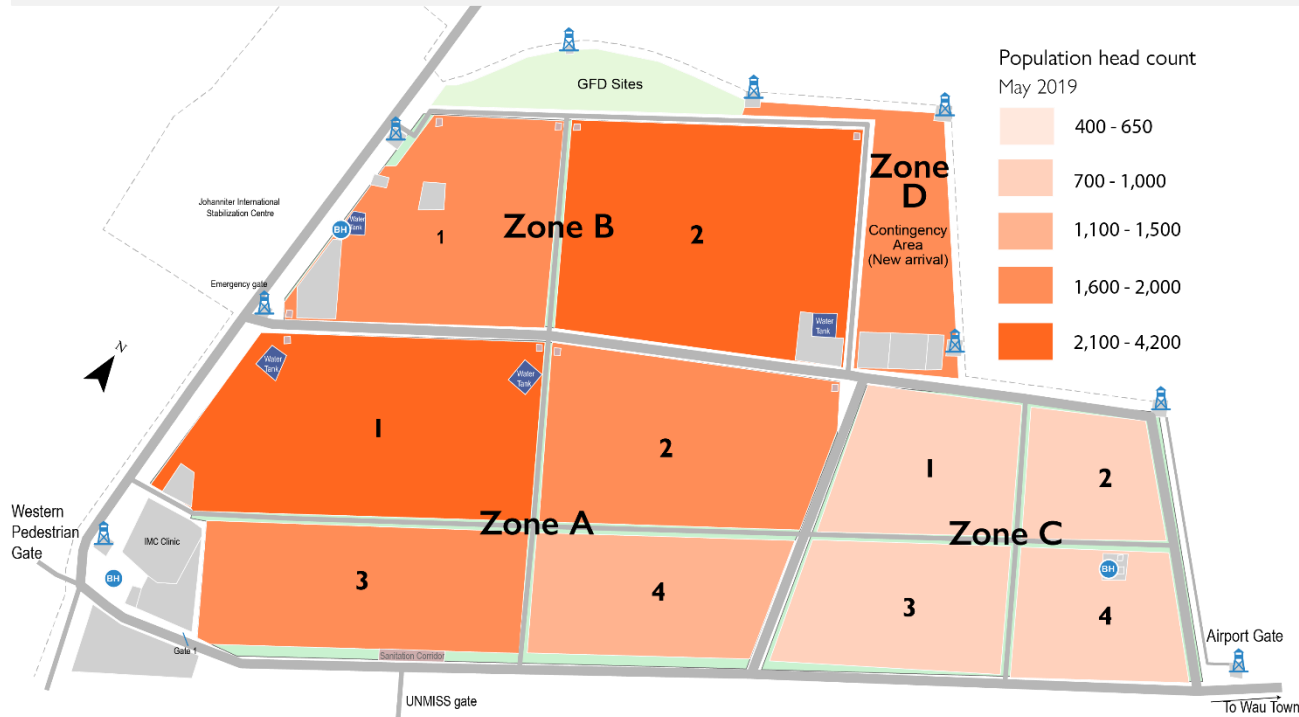 Population head count
May 2019
400 - 650
700 - 1,000
1,100 - 1,500
1,600 - 2,000
2,100 - 4,200
GFD Sites
Johanniter International
Stabilization Centre
BH
Water
Tank
Zone B
1
2
Zone
D
Contingency
Area
(New arrival)
Emergency gate
Water
Tank
N
Water
Tank
Water
Tank
1
2
Zone A
3
4
1
2
Zone C
3
4
BH
Western
Pedestrian
Gate
IMC Clinic
BH
Gate 1
Sanitation Corridor
UNMISS gate
Airport Gate
To Wau Town